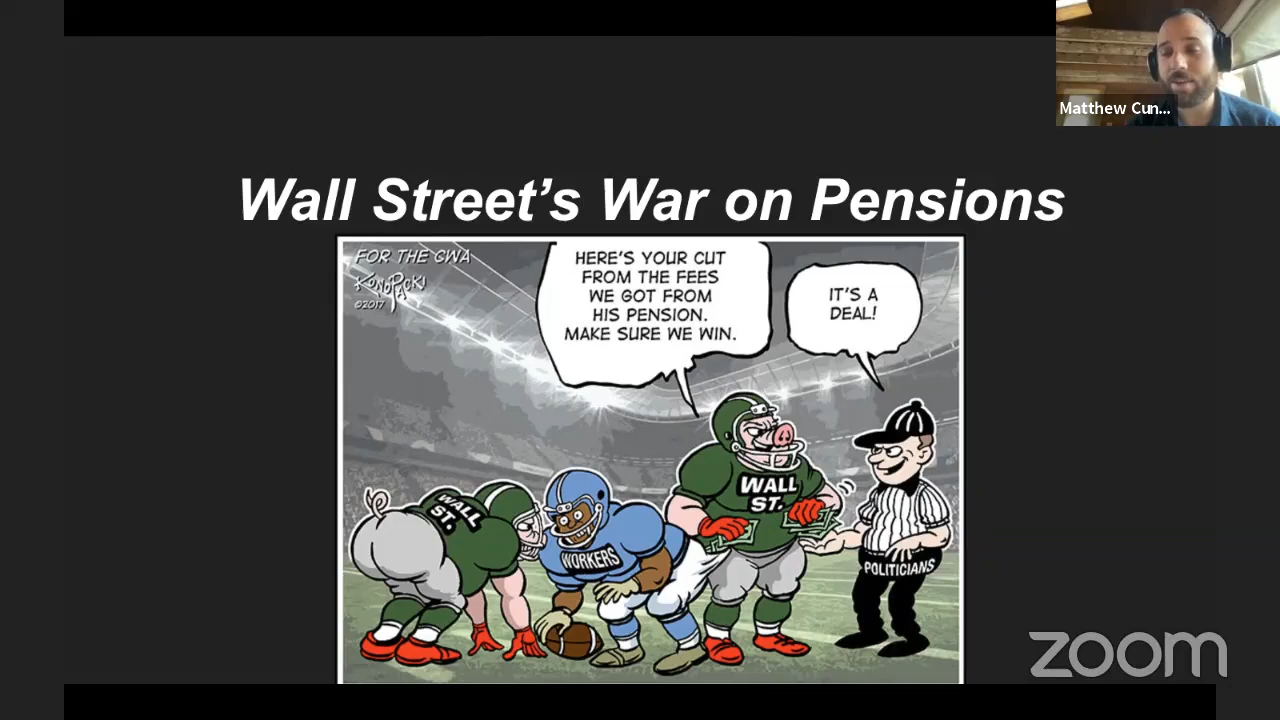 Matthew Cun...
Wall Street's War on Pensions
FOR THE CWA
KONOPACKI
©2017
HERE'S YOUR CUT
FROM THE FEES
WE GOT FROM
HIS PENSION.
MAKE SURE WE WIN.
IT'S A
DEAL!
WALL
ST.
WORKERS
WALL
ST.
POLITICIANS
zoom